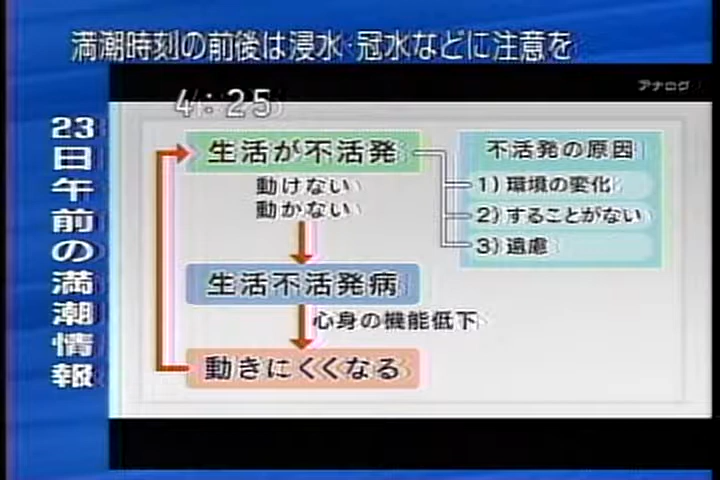 満潮時刻の前後は浸水・冠水などに注意を
アナログ
4:25
23日午前の満潮情報
生活が不活発
動けない
動かない
生活不活発病
心身の機能低下
動きにくくなる
不活発の原因
1)環境の変化
2)することがない
3)遠慮